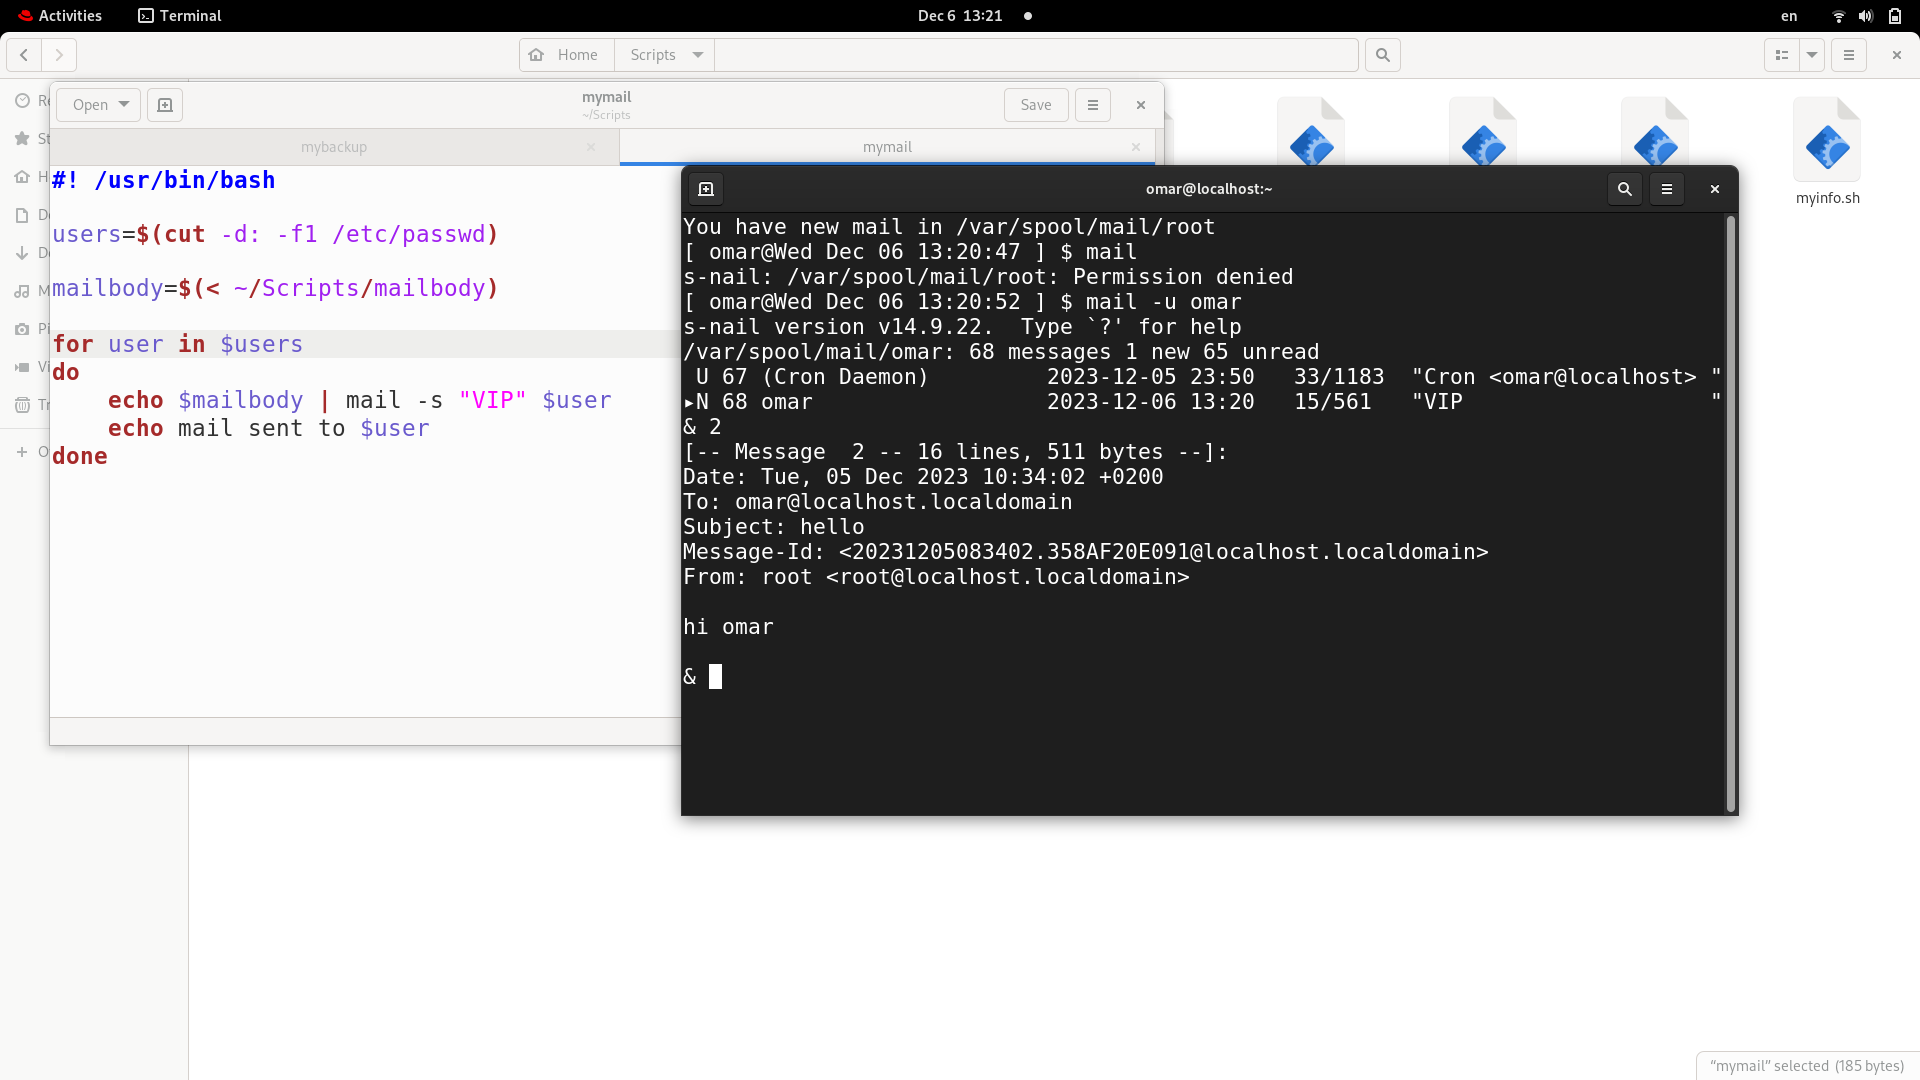 Activities
Terminal
Dec 6 13:21
en
Home
Scripts
Open
mymail
~/Scripts
Save
mybackup
mymail
#! /usr/bin/bash
users=$(cut -d: -f1 /etc/passwd)
mailbody=$(< ~/Scripts/mailbody)
for user in $users
do
    echo $mailbody | mail -s "VIP" $user
    echo mail sent to $user
done
omar@localhost:~
You have new mail in /var/spool/mail/root
[ omar@Wed Dec 06 13:20:47 ] $ mail
s-nail: /var/spool/mail/root: Permission denied
[ omar@Wed Dec 06 13:20:52 ] $ mail -u omar
s-nail version v14.9.22.  Type `?' for help
/var/spool/mail/omar: 68 messages 1 new 65 unread
 U 67 (Cron Daemon)         2023-12-05 23:50   33/1183  "Cron <omar@localhost> "
▸N 68 omar                  2023-12-06 13:20   15/561   "VIP                   "
& 2
[-- Message  2 -- 16 lines, 511 bytes --]:
Date: Tue, 05 Dec 2023 10:34:02 +0200
To: omar@localhost.localdomain
Subject: hello
Message-Id: <20231205083402.358AF20E091@localhost.localdomain>
From: root <root@localhost.localdomain>
hi omar
&
myinfo.sh
"mymail" selected (185 bytes)